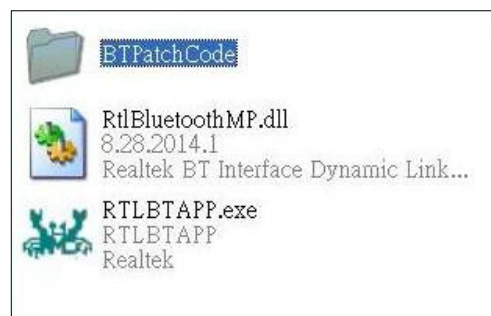 BTPatchCode
RtlBluetoothMP.dll
8.28.2014.1
Realtek BT Interface Dynamic Link...
RTLBTAPP.exe
RTLBTAPP
Realtek